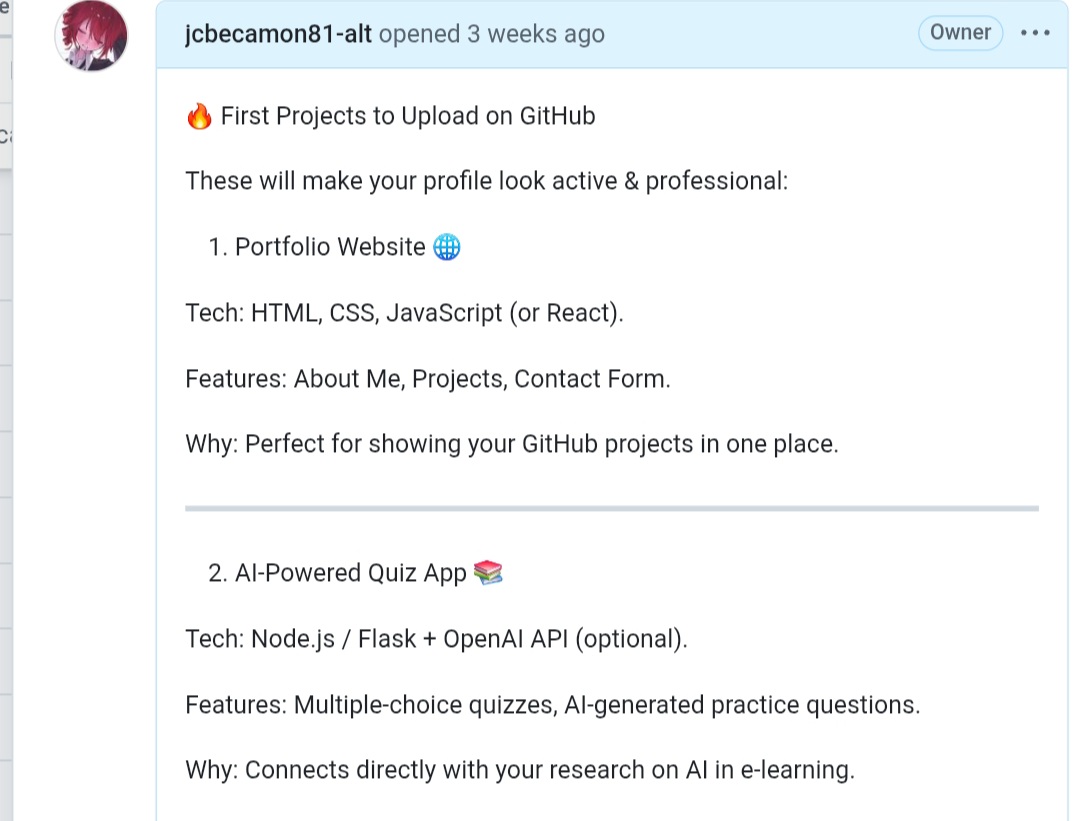 jcbecamon81-alt opened 3 weeks ago Owner
🔥 First Projects to Upload on GitHub
These will make your profile look active & professional:
1. Portfolio Website 🌐
Tech: HTML, CSS, JavaScript (or React).
Features: About Me, Projects, Contact Form.
Why: Perfect for showing your GitHub projects in one place.
2. AI-Powered Quiz App 📚
Tech: Node.js / Flask + OpenAI API (optional).
Features: Multiple-choice quizzes, AI-generated practice questions.
Why: Connects directly with your research on AI in e-learning.